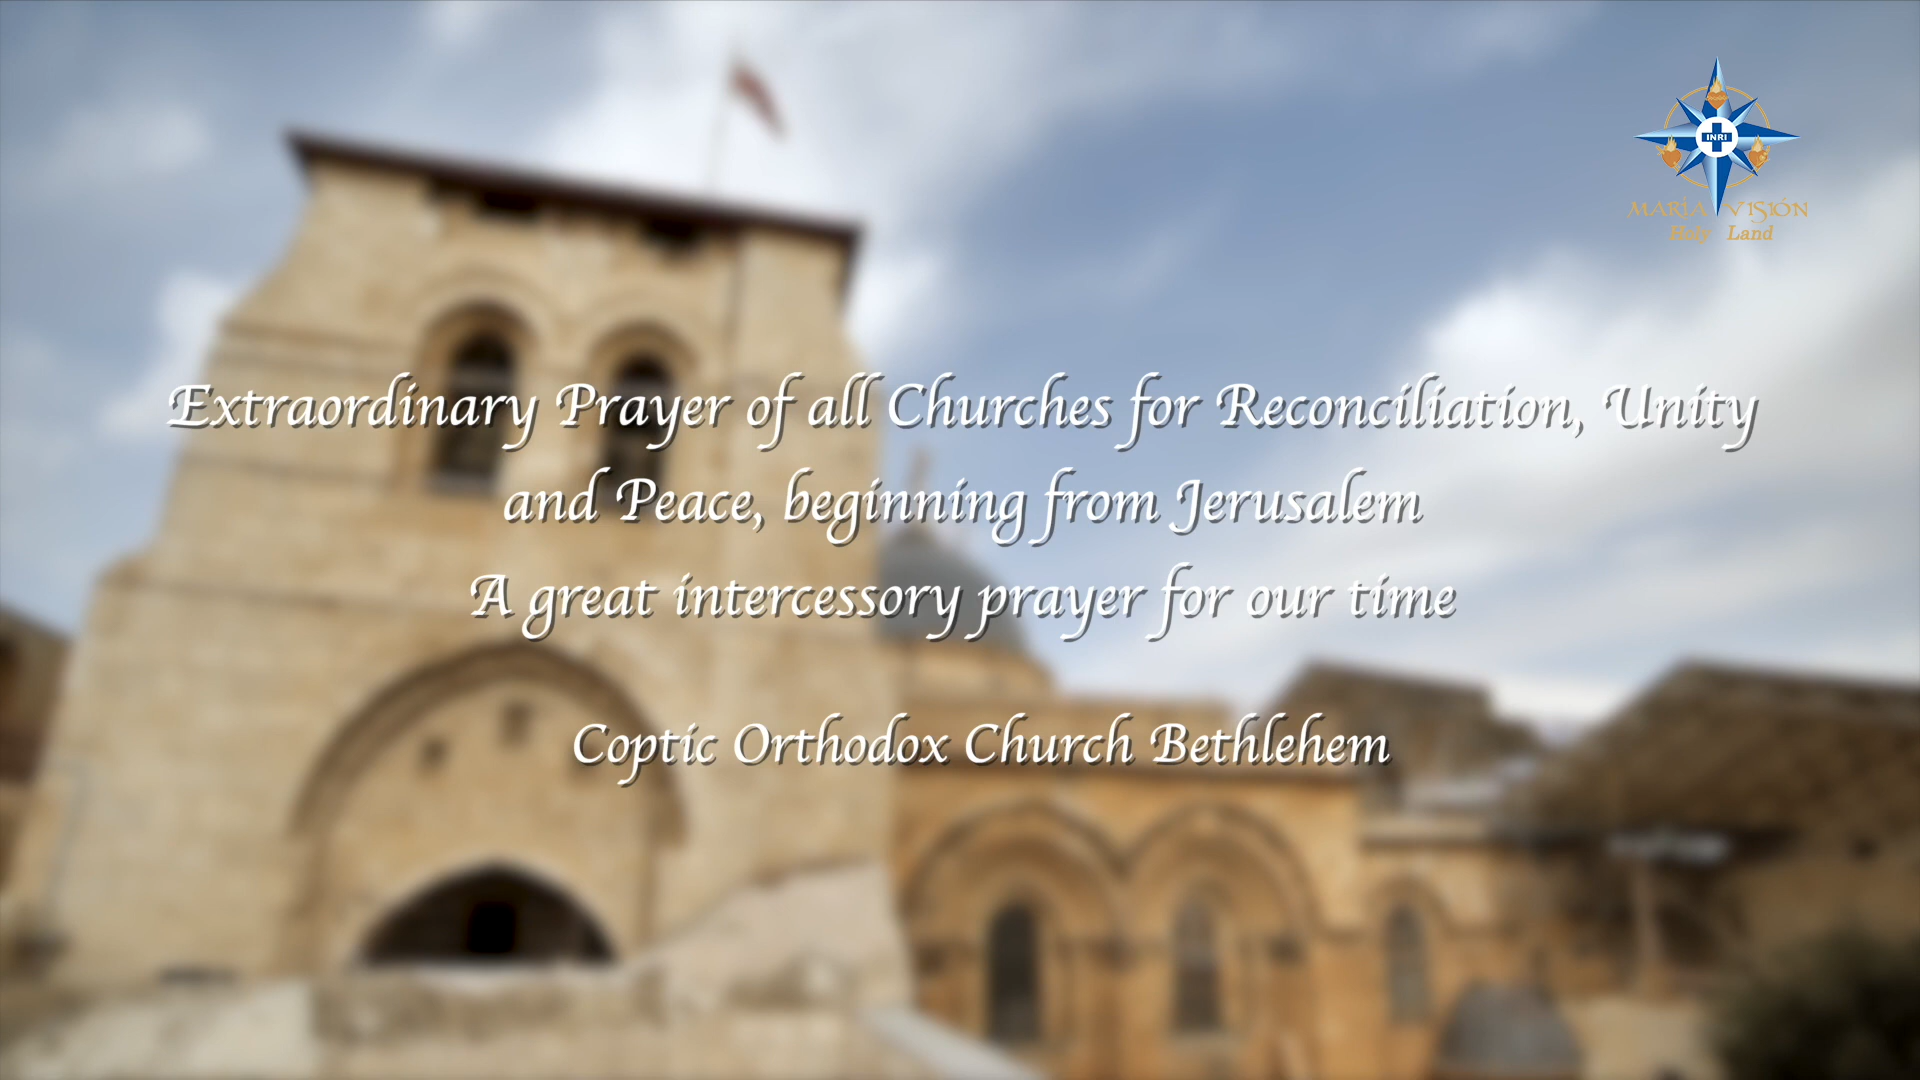 INRI
MARÍA VISIÓN
Holy Land
Extraordinary Prayer of all Churches for Reconciliation, Unity
and Peace, beginning from Jerusalem
A great intercessory prayer for our time
Coptic Orthodox Church Bethlehem